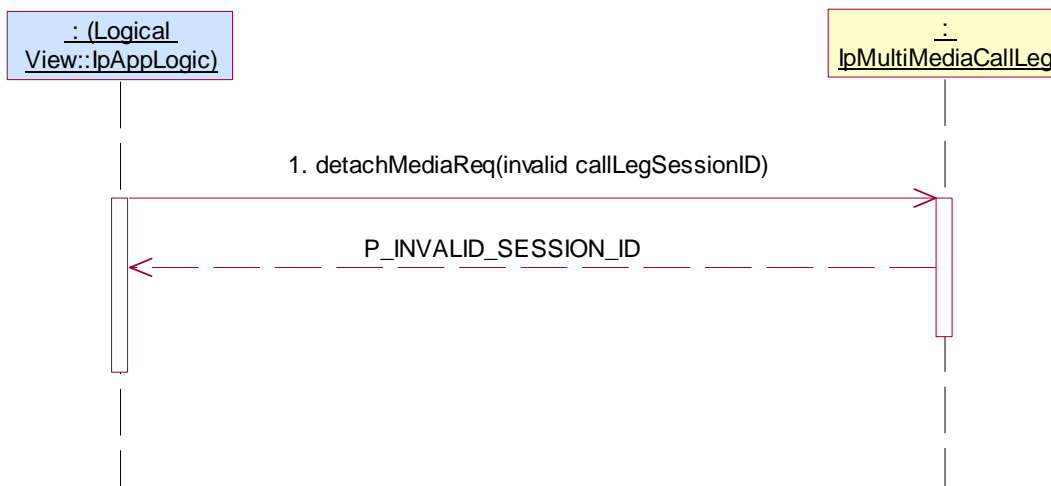 : (Logical
View::IpAppLogic)
:
IpMultiMediaCallLeg
1. detachMediaReq(invalid callLegSessionID)
P_INVALID_SESSION_ID